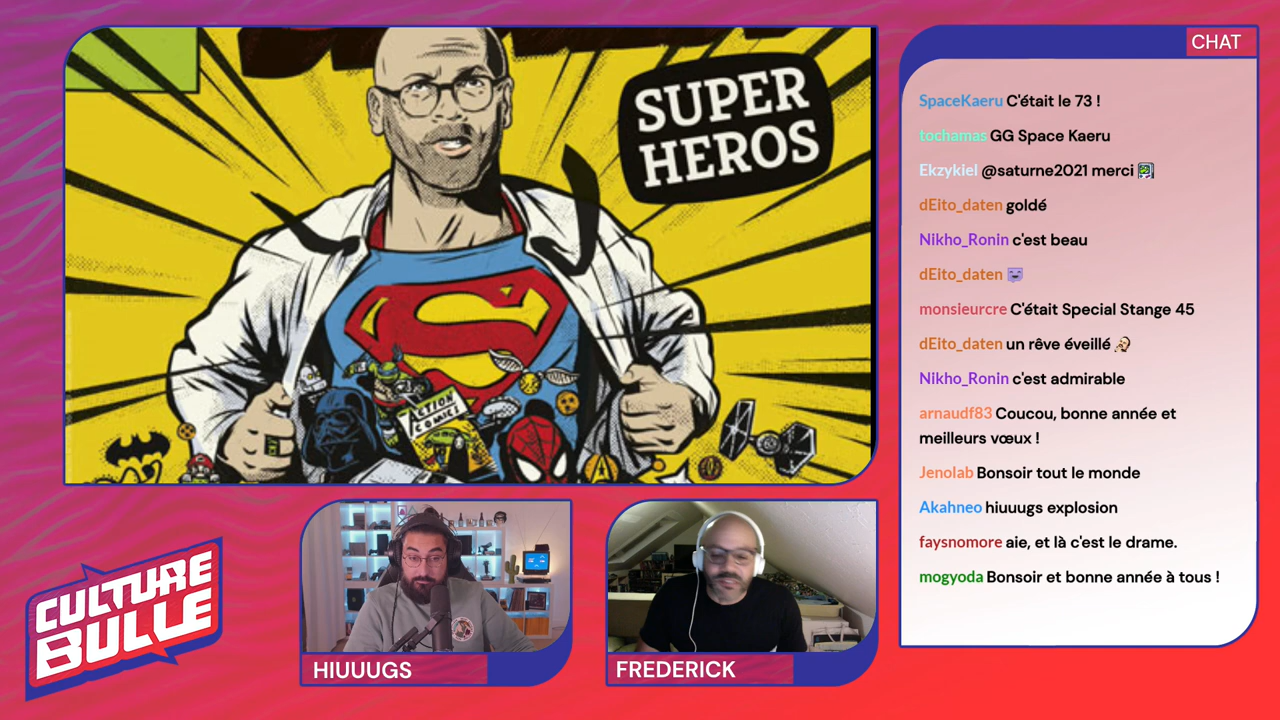 SUPER
HEROS
ACTION
COMICS
CULTURE
BULLE
HIUUUGS
FREDERICK
CHAT
SpaceKaeru C'était le 73 !
tochamas GG Space Kaeru
Ekzykiel @saturne2021 merci
dEito_daten goldé
Nikho_Ronin c'est beau
dEito_daten
monsieurcre C'était Special Stange 45
dEito_daten un rêve éveillé
Nikho_Ronin c'est admirable
arnaudf83 Coucou, bonne année et
meilleurs vœux !
Jenolab Bonsoir tout le monde
Akahneo hiuuugs explosion
faysnomore aie, et là c'est le drame.
mogyoda Bonsoir et bonne année à tous !